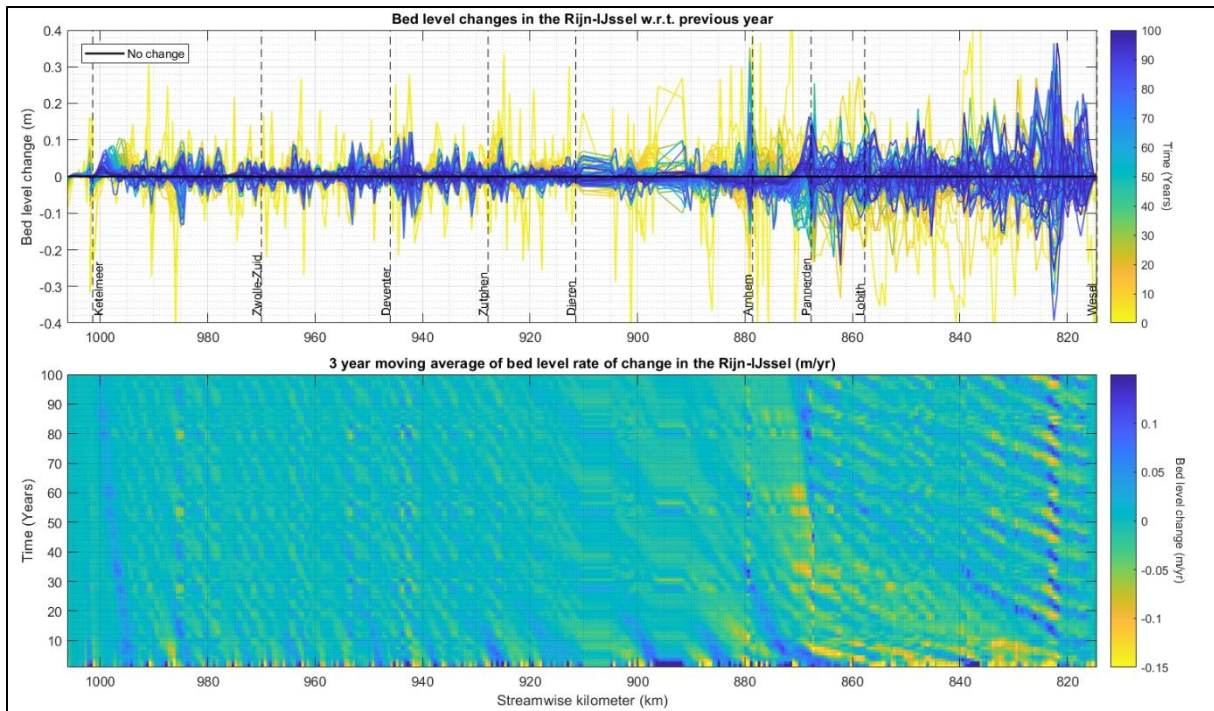 Bed level changes in the Rijn-IJssel w.r.t. previous year
No change
Bed level change (m)
0.4
0.3
0.2
0.1
0
-0.1
-0.2
-0.3
-0.4
Ketelmeer
Zwolle-Zuid
Deventer
Zutphen
Dieren
Arnhem
Pannerden
Lobith
Wesel
1000 980 960 940 920 900 880 860 840 820
100
90
80
70
60
50
40
30
20
10
0
Time (Years)
3 year moving average of bed level rate of change in the Rijn-IJssel (m/yr)
Time (Years)
100
90
80
70
60
50
40
30
20
10
1000 980 960 940 920 900 880 860 840 820
Streamwise kilometer (km)
0.1
0.05
0
-0.05
-0.1
-0.15
Bed level change (m/yr)